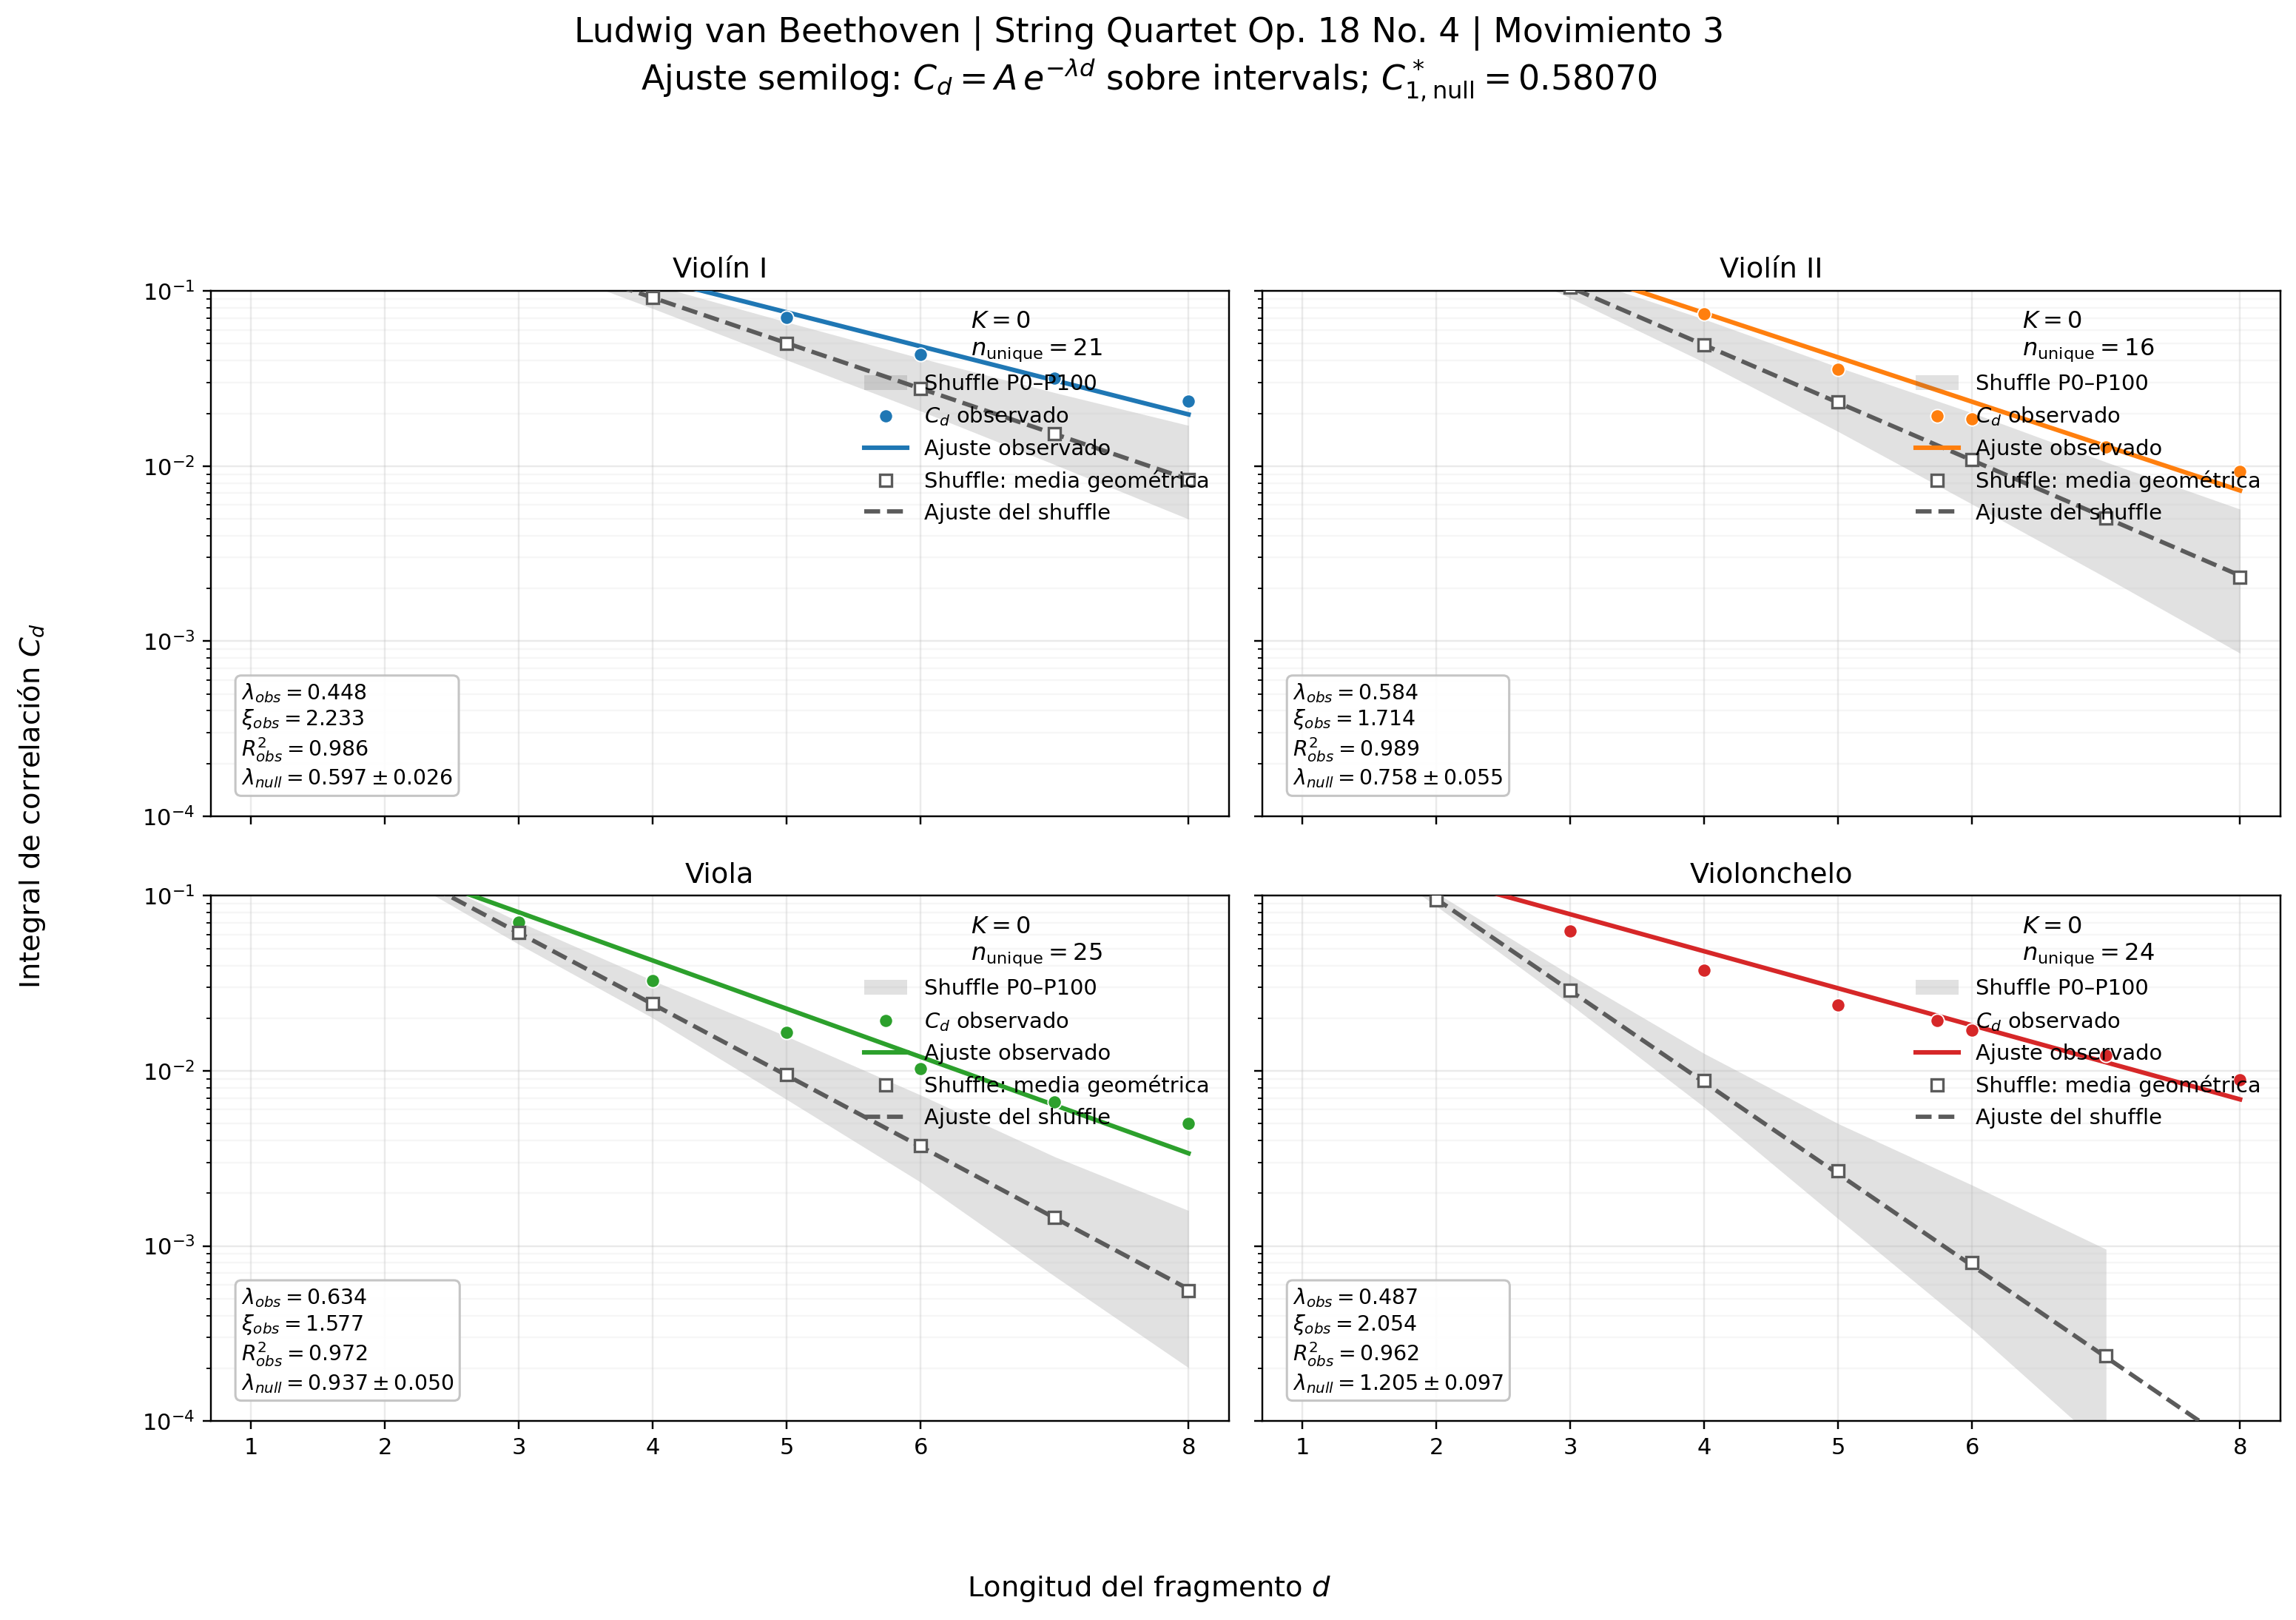 Ludwig van Beethoven | String Quartet Op. 18 No. 4 | Movimiento 3
Ajuste semilog: $C_d = A\,e^{-\lambda d}$ sobre intervals; $C^*_{1,\mathrm{null}} = 0.58070$
Integral de correlación $C_d$
Violín I
10⁻¹
10⁻²
10⁻³
10⁻⁴
K = 0
n_unique = 21
Shuffle P0–P100
C_d observado
Ajuste observado
Shuffle: media geométrica
Ajuste del shuffle
λ_obs = 0.448
ξ_obs = 2.233
R²_obs = 0.986
λ_null = 0.597 ± 0.026
Violín II
K = 0
n_unique = 16
Shuffle P0–P100
C_d observado
Ajuste observado
Shuffle: media geométrica
Ajuste del shuffle
λ_obs = 0.584
ξ_obs = 1.714
R²_obs = 0.989
λ_null = 0.758 ± 0.055
Viola
10⁻¹
10⁻²
10⁻³
10⁻⁴
K = 0
n_unique = 25
Shuffle P0–P100
C_d observado
Ajuste observado
Shuffle: media geométrica
Ajuste del shuffle
λ_obs = 0.634
ξ_obs = 1.577
R²_obs = 0.972
λ_null = 0.937 ± 0.050
1 2 3 4 5 6 8
Violonchelo
K = 0
n_unique = 24
Shuffle P0–P100
C_d observado
Ajuste observado
Shuffle: media geométrica
Ajuste del shuffle
λ_obs = 0.487
ξ_obs = 2.054
R²_obs = 0.962
λ_null = 1.205 ± 0.097
1 2 3 4 5 6 8
Longitud del fragmento d